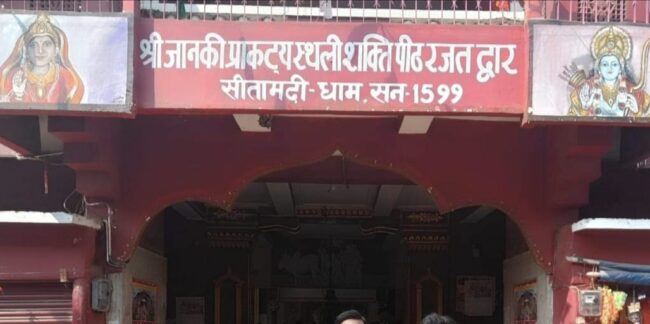 श्री जानकी प्राकट्य स्थली शक्ति पीठ रजत द्वार
सीतामढी - धाम, सन- 1599